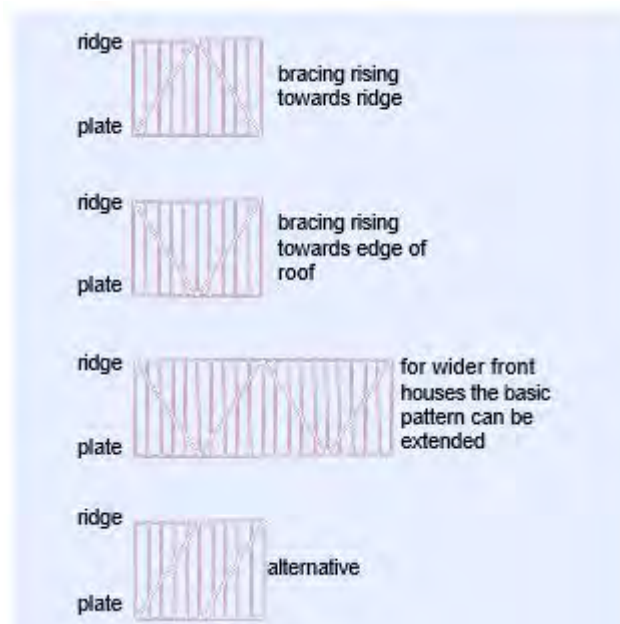 ridge
bracing rising
towards ridge
plate
ridge
bracing rising
towards edge of
roof
plate
ridge
for wider front
houses the basic
pattern can be
extended
plate
ridge
alternative
plate